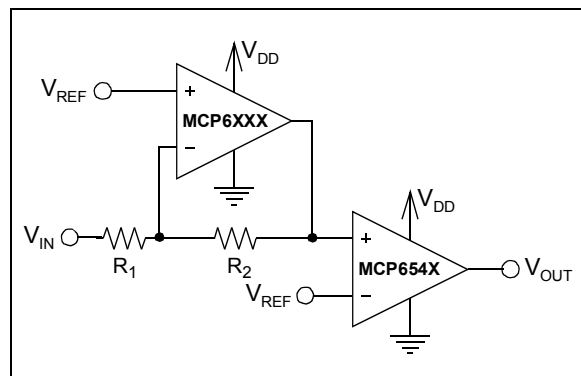 V_DD
V_REF
+
MCP6XXX
−
V_IN
R_1
R_2
V_DD
+
MCP654X
V_OUT
V_REF
−